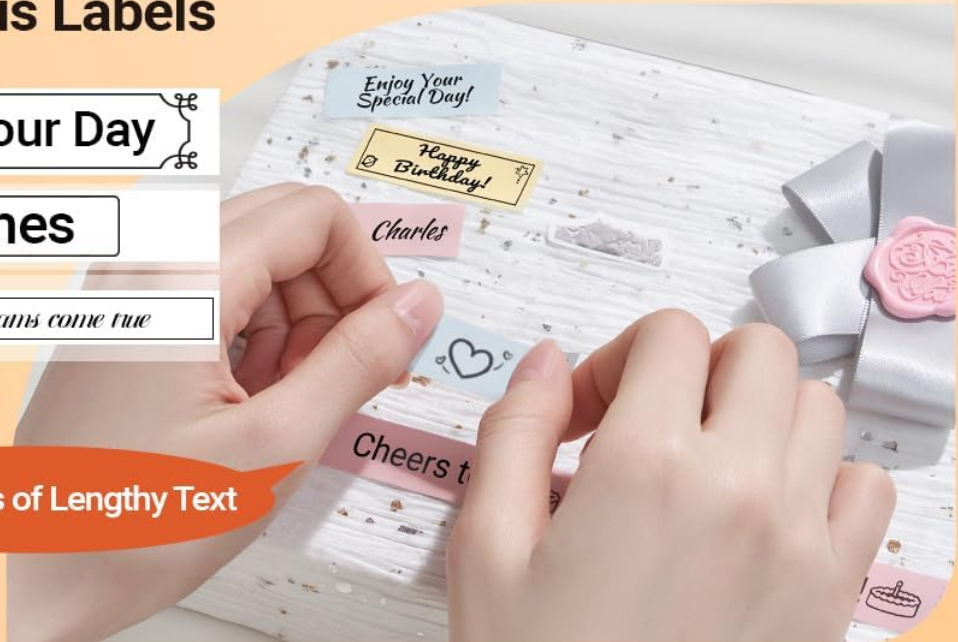 is Labels
our Day
nes
ams come true
s of Lengthy Text
Enjoy Your
Special Day!
Happy
Birthday!
Charles
Cheers t
!